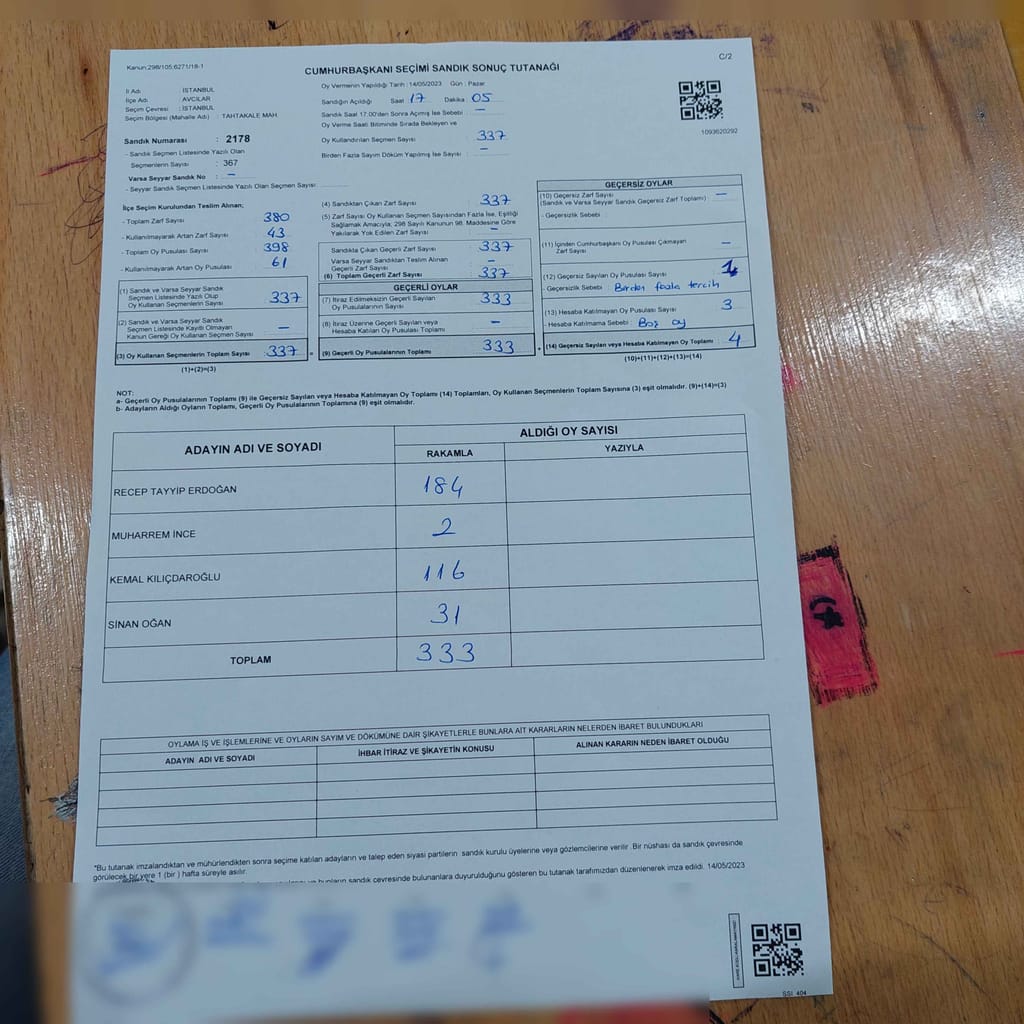 Kanun:298/105;6271/18-1
C/2
CUMHURBAŞKANI SEÇİMİ SANDIK SONUÇ TUTANAĞI
İl Adı : İSTANBUL
İlçe Adı : AVCILAR
Seçim Çevresi : İSTANBUL
Seçim Bölgesi (Mahalle Adı) : TAHTAKALE MAH.
Sandık Numarası : 2178
- Sandık Seçmen Listesinde Yazılı Olan
Seçmenlerin Sayısı : 367
Varsa Seyyar Sandık No : –
- Seyyar Sandık Seçmen Listesinde Yazılı Olan Seçmen Sayısı:
Oy Vermenin Yapıldığı Tarih :14/05/2023 Gün : Pazar
Sandığın Açıldığı Saat 17 Dakika 05
Sandık Saat 17.00'den Sonra Açılmış İse Sebebi : –
Oy Verme Saati Bitiminde Sırada Bekleyen ve
Oy Kullandırılan Seçmen Sayısı : 337
Birden Fazla Sayım Döküm Yapılmış İse Sayısı : –
1093620292
İlçe Seçim Kurulundan Teslim Alınan;
- Toplam Zarf Sayısı : 380
- Kullanılmayarak Artan Zarf Sayısı : 43
- Toplam Oy Pusulası Sayısı : 398
- Kullanılmayarak Artan Oy Pusulası : 61
(1) Sandık ve Varsa Seyyar Sandık
Seçmen Listesinde Yazılı Olup
Oy Kullanan Seçmenlerin Sayısı : 337
(2) Sandık ve Varsa Seyyar Sandık
Seçmen Listesinde Kayıtlı Olmayan
Kanun Gereği Oy Kullanan Seçmen Sayısı : –
(3) Oy Kullanan Seçmenlerin Toplam Sayısı : 337 =
(1)+(2)=(3)
(4) Sandıktan Çıkan Zarf Sayısı : 337
(5) Zarf Sayısı Oy Kullanan Seçmen Sayısından Fazla İse, Eşitliği
Sağlamak Amacıyla; 298 Sayılı Kanunun 98. Maddesine Göre
Yakılarak Yok Edilen Zarf Sayısı : –
Sandıkta Çıkan Geçerli Zarf Sayısı : 337
Varsa Seyyar Sandıktan Teslim Alınan
Geçerli Zarf Sayısı : –
(6) Toplam Geçerli Zarf Sayısı : 337
GEÇERLİ OYLAR
(7) İtiraz Edilmeksizin Geçerli Sayılan
Oy Pusulalarının Sayısı : 333
(8) İtiraz Üzerine Geçerli Sayılan veya
Hesaba Katılan Oy Pusulası Toplamı : –
(9) Geçerli Oy Pusulalarının Toplamı : 333 +
GEÇERSİZ OYLAR
(10) Geçersiz Zarf Sayısı : –
(Sandık ve Varsa Seyyar Sandık Geçersiz Zarf Toplamı)
- Geçersizlik Sebebi :
(11) İçinden Cumhurbaşkanı Oy Pusulası Çıkmayan
Zarf Sayısı : –
(12) Geçersiz Sayılan Oy Pusulası Sayısı : 1
- Geçersizlik Sebebi : Birden fazla tercih
(13) Hesaba Katılmayan Oy Pusulası Sayısı : 3
- Hesaba Katılmama Sebebi : Boş oy
(14) Geçersiz Sayılan veya Hesaba Katılmayan Oy Toplamı : 4
(10)+(11)+(12)+(13)=(14)
NOT:
a- Geçerli Oy Pusulalarının Toplamı (9) ile Geçersiz Sayılan veya Hesaba Katılmayan Oy Toplamı (14) Toplamları, Oy Kullanan Seçmenlerin Toplam Sayısına (3) eşit olmalıdır. (9)+(14)=(3)
b- Adayların Aldığı Oyların Toplamı, Geçerli Oy Pusulalarının Toplamına (9) eşit olmalıdır.
ADAYIN ADI VE SOYADI
ALDIĞI OY SAYISI
RAKAMLA YAZIYLA
RECEP TAYYİP ERDOĞAN 184
MUHARREM İNCE 2
KEMAL KILIÇDAROĞLU 116
SİNAN OĞAN 31
TOPLAM 333
OYLAMA İŞ VE İŞLEMLERİNE VE OYLARIN SAYIM VE DÖKÜMÜNE DAİR ŞİKAYETLERLE BUNLARA AİT KARARLARIN NELERDEN İBARET BULUNDUKLARI
ADAYIN ADI VE SOYADI İHBAR İTİRAZ VE ŞİKAYETİN KONUSU ALINAN KARARIN NEDEN İBARET OLDUĞU
*Bu tutanak imzalandıktan ve mühürlendikten sonra seçime katılan adayların ve talep eden siyasi partilerin sandık kurulu üyelerine veya gözlemcilerine verilir. Bir nüshası da sandık çevresinde
görülecek bir yere 1 (bir ) hafta süreyle asılır.
bunların sandık çevresinde bulunanlara duyurulduğunu gösteren bu tutanak tarafımızdan düzenlenerek imza edildi. 14/05/2023
SSİ 404